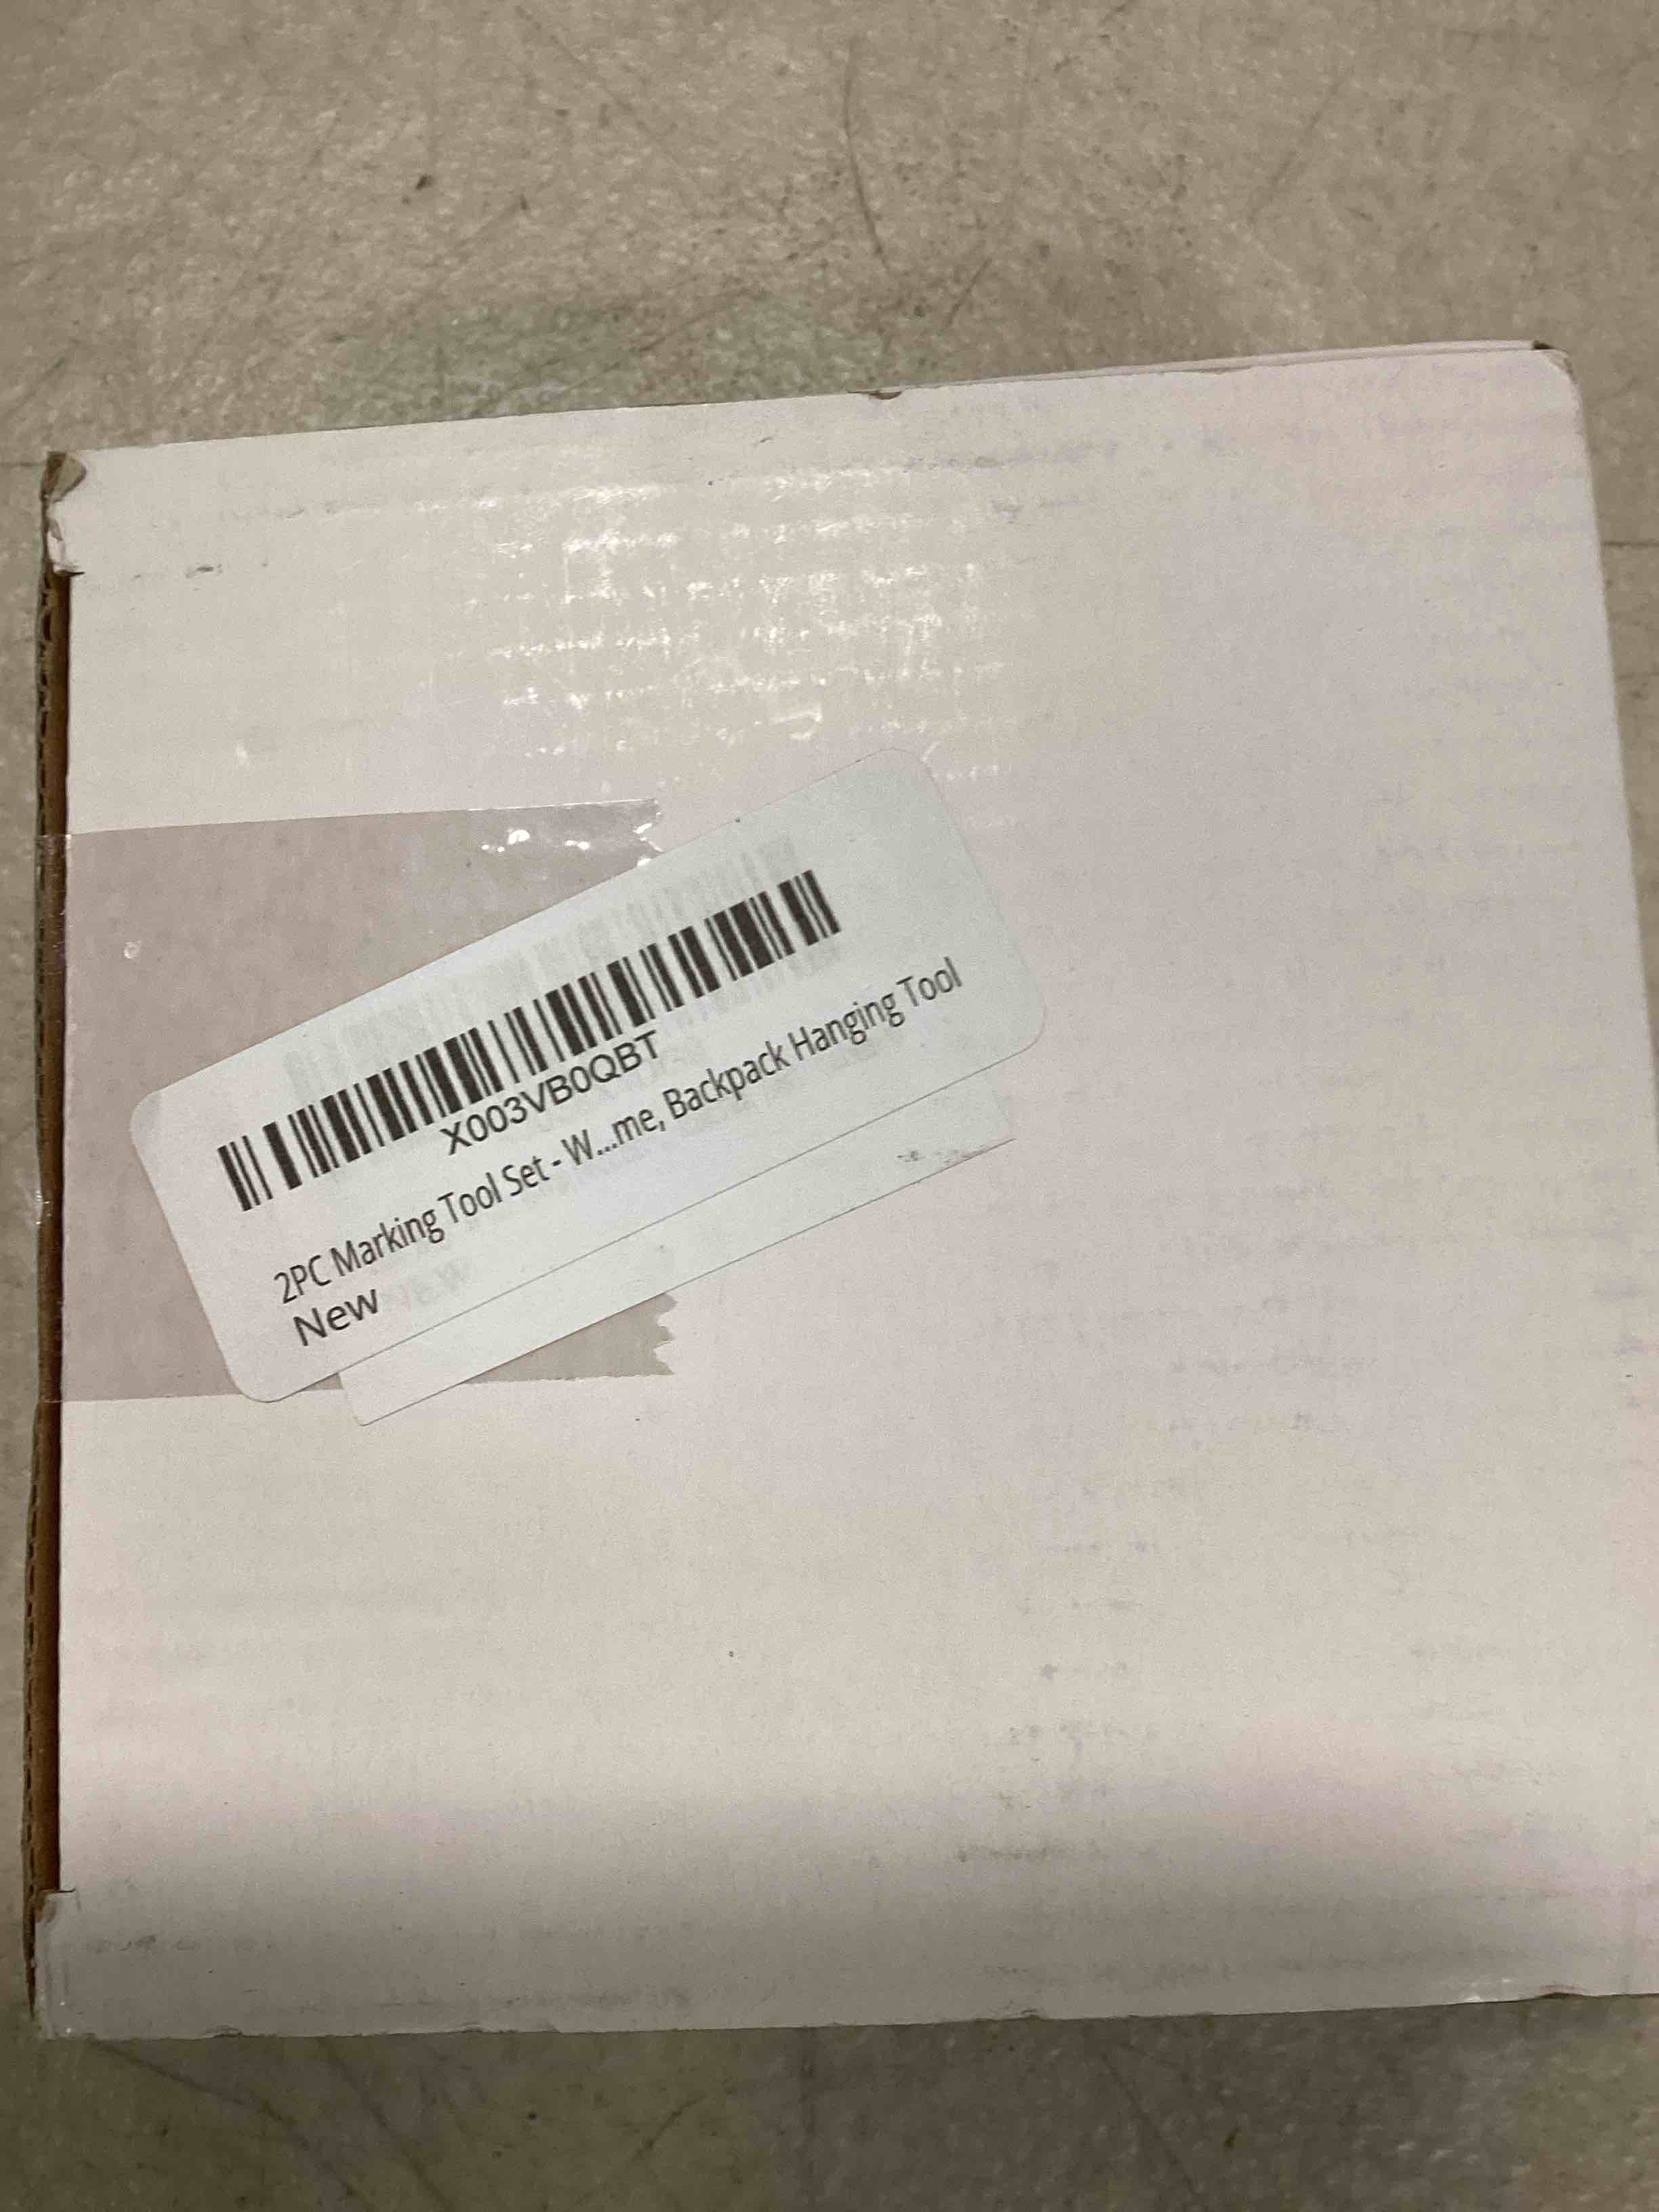 X003VB0QBT
2PC Marking Tool Set - W...me, Backpack Hanging Tool
New